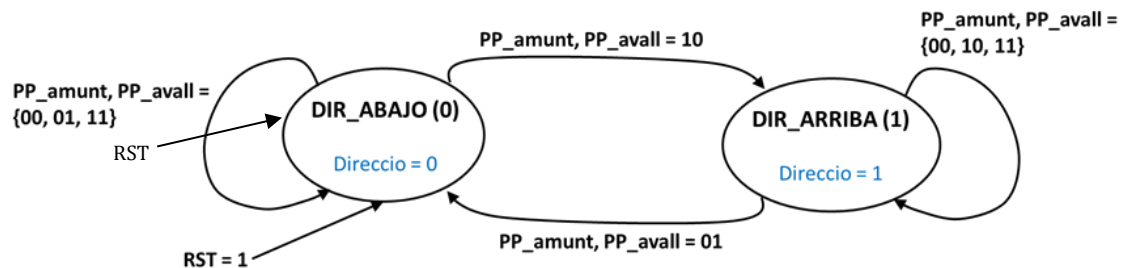 PP_amunt, PP_avall =
{00, 10, 11}
PP_amunt, PP_avall = 10
PP_amunt, PP_avall =
{00, 01, 11}
DIR_ABAJO (0)
DIR_ARRIBA (1)
RST
Direccio = 0
Direccio = 1
PP_amunt, PP_avall = 01
RST = 1